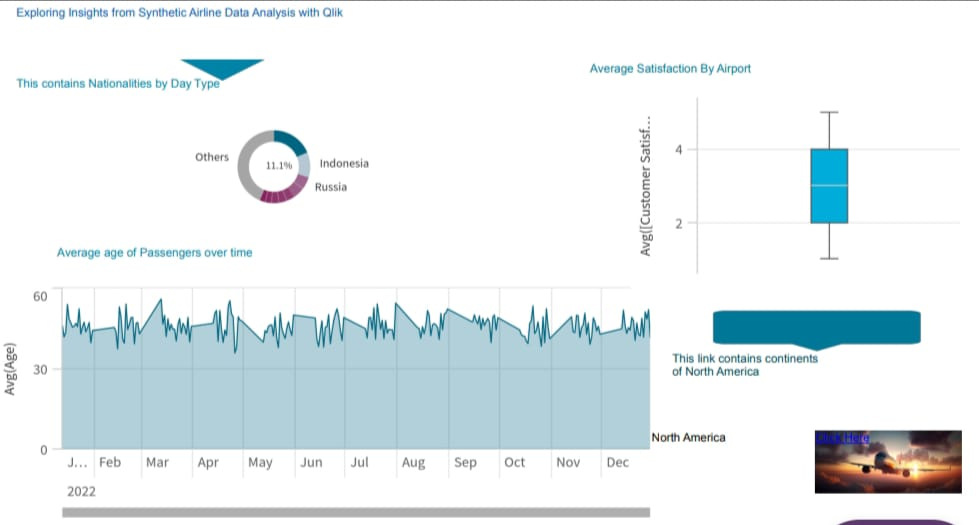 Exploring Insights from Synthetic Airline Data Analysis with Qlik
This contains Nationalities by Day Type
Average Satisfaction By Airport
Others
11.1%
Indonesia
Russia
Avg([Customer Satisf...
4
2
Average age of Passengers over time
Avg(Age)
60
30
0
J... Feb Mar Apr May Jun Jul Aug Sep Oct Nov Dec
2022
This link contains continents
of North America
North America
Click Here